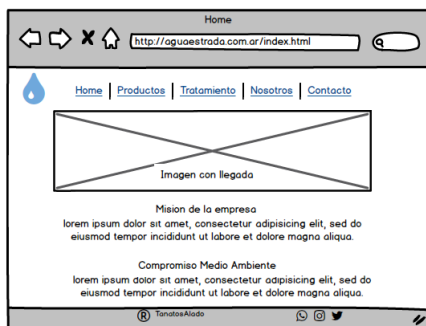 Home
http://aguaestrada.com.ar/index.html
Home Productos Tratamiento Nosotros Contacto
Imagen con llegada
Mision de la empresa
lorem ipsum dolor sit amet, consectetur adipisicing elit, sed do
eiusmod tempor incididunt ut labore et dolore magna aliqua.
Compromiso Medio Ambiente
lorem ipsum dolor sit amet, consectetur adipisicing elit, sed do
eiusmod tempor incididunt ut labore et dolore magna aliqua.
® TanatosAlado